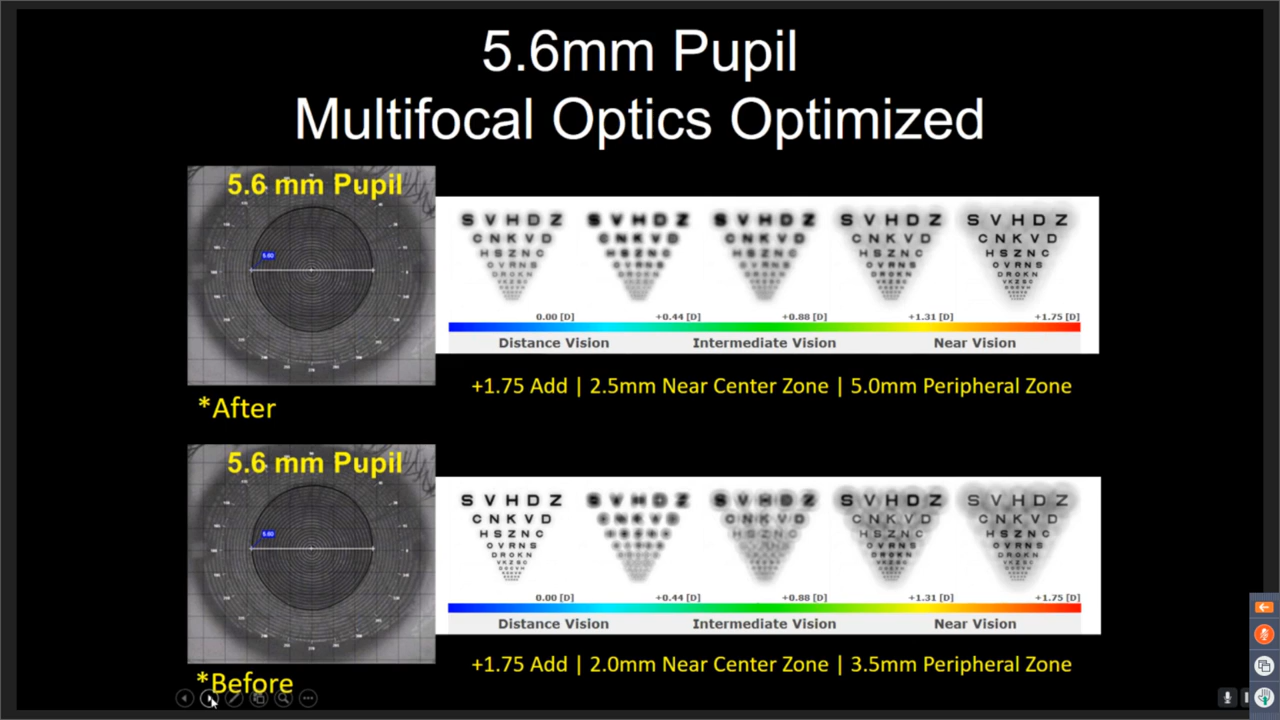 5.6mm Pupil
Multifocal Optics Optimized
5.6 mm Pupil
S V H D Z S V H D Z S V H D Z S V H D Z S V H D Z
C N K V D C N K V D C N K V D C N K V D C N K V D
H S Z N C H S Z N C H S Z N C H S Z N C H S Z N C
O V R N S O V R N S O V R N S
D R O K N D R O K N D R O K N
0.00 [D] +0.44 [D] +0.88 [D] +1.31 [D] +1.75 [D]
Distance Vision Intermediate Vision Near Vision
+1.75 Add | 2.5mm Near Center Zone | 5.0mm Peripheral Zone
*After
5.6 mm Pupil
S V H D Z S V H D Z S V H D Z S V H D Z S V H D Z
C N K V D C N K V D C N K V D C N K V D
H S Z N C H S Z N C H S Z N C
O V R N S O V R N S O V R N S
D R O K N D R O K N D R O K N
0.00 [D] +0.44 [D] +0.88 [D] +1.31 [D] +1.75 [D]
Distance Vision Intermediate Vision Near Vision
+1.75 Add | 2.0mm Near Center Zone | 3.5mm Peripheral Zone
*Before